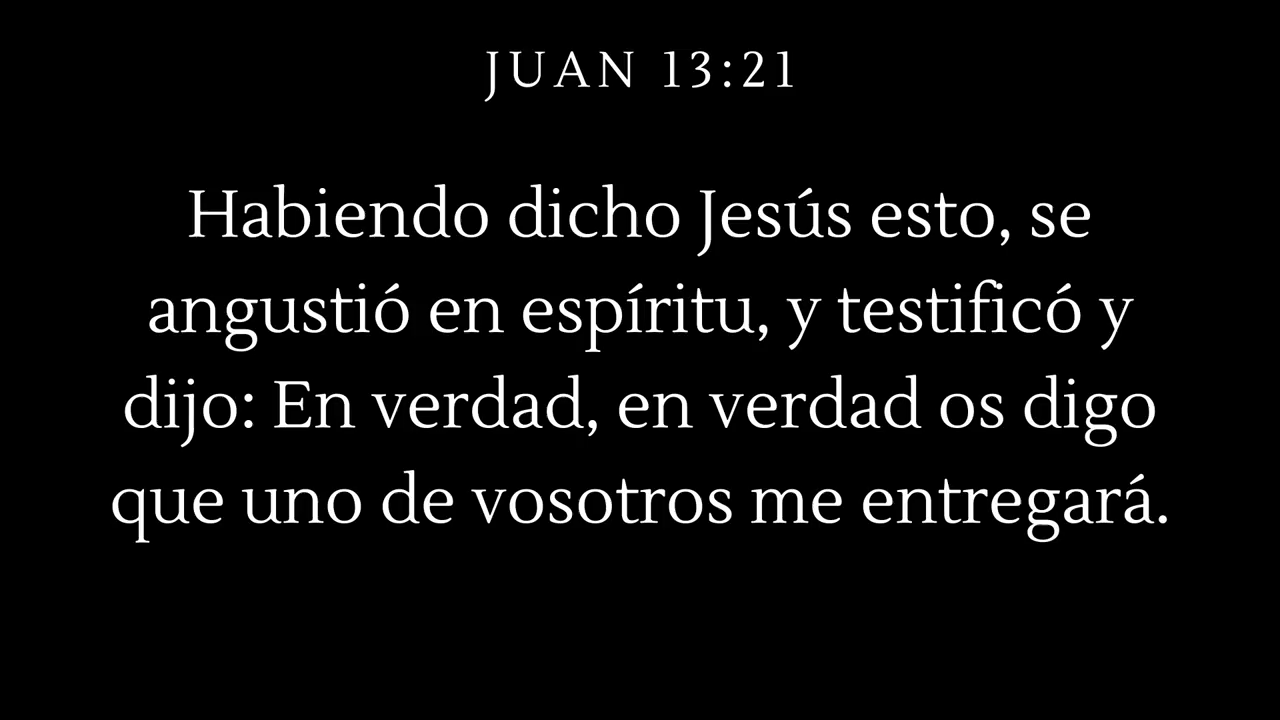 JUAN 13:21
Habiendo dicho Jesús esto, se
angustió en espíritu, y testificó y
dijo: En verdad, en verdad os digo
que uno de vosotros me entregará.